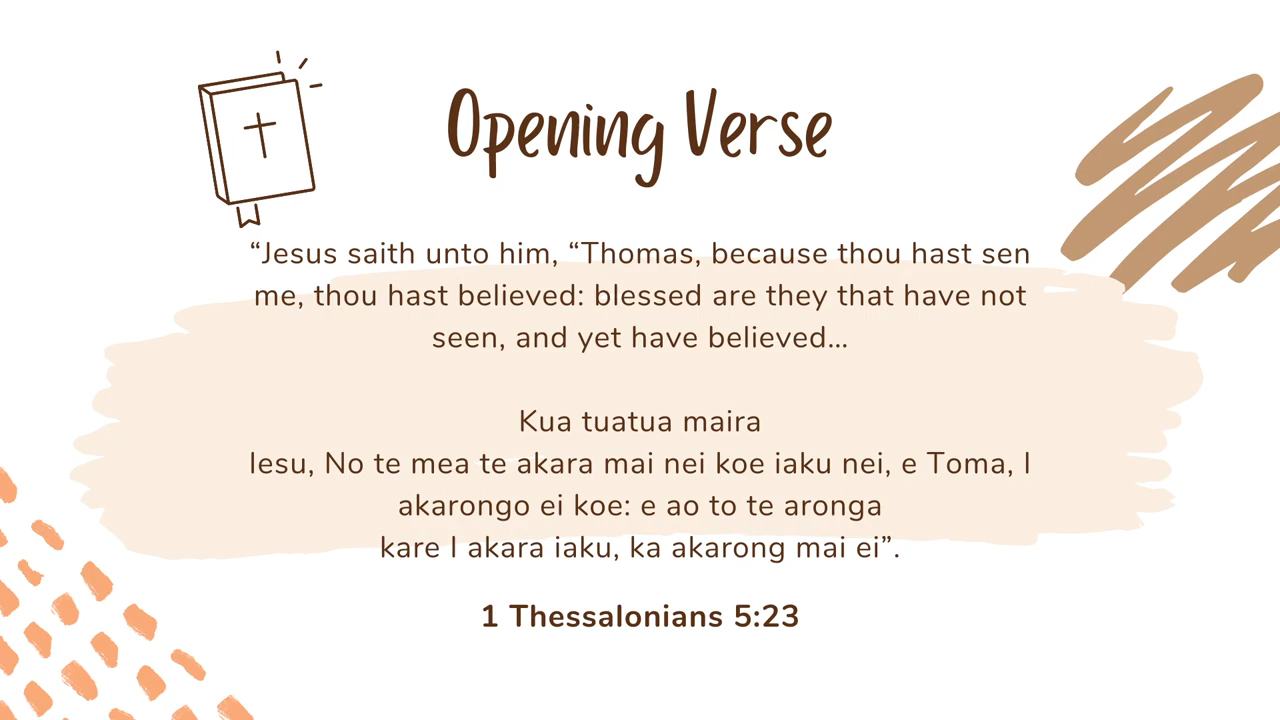 Opening Verse
“Jesus saith unto him, “Thomas, because thou hast sen
me, thou hast believed: blessed are they that have not
seen, and yet have believed...
Kua tuatua maira
Iesu, No te mea te akara mai nei koe iaku nei, e Toma, I
akarongo ei koe: e ao to te aronga
kare I akara iaku, ka akarong mai ei”.
1 Thessalonians 5:23